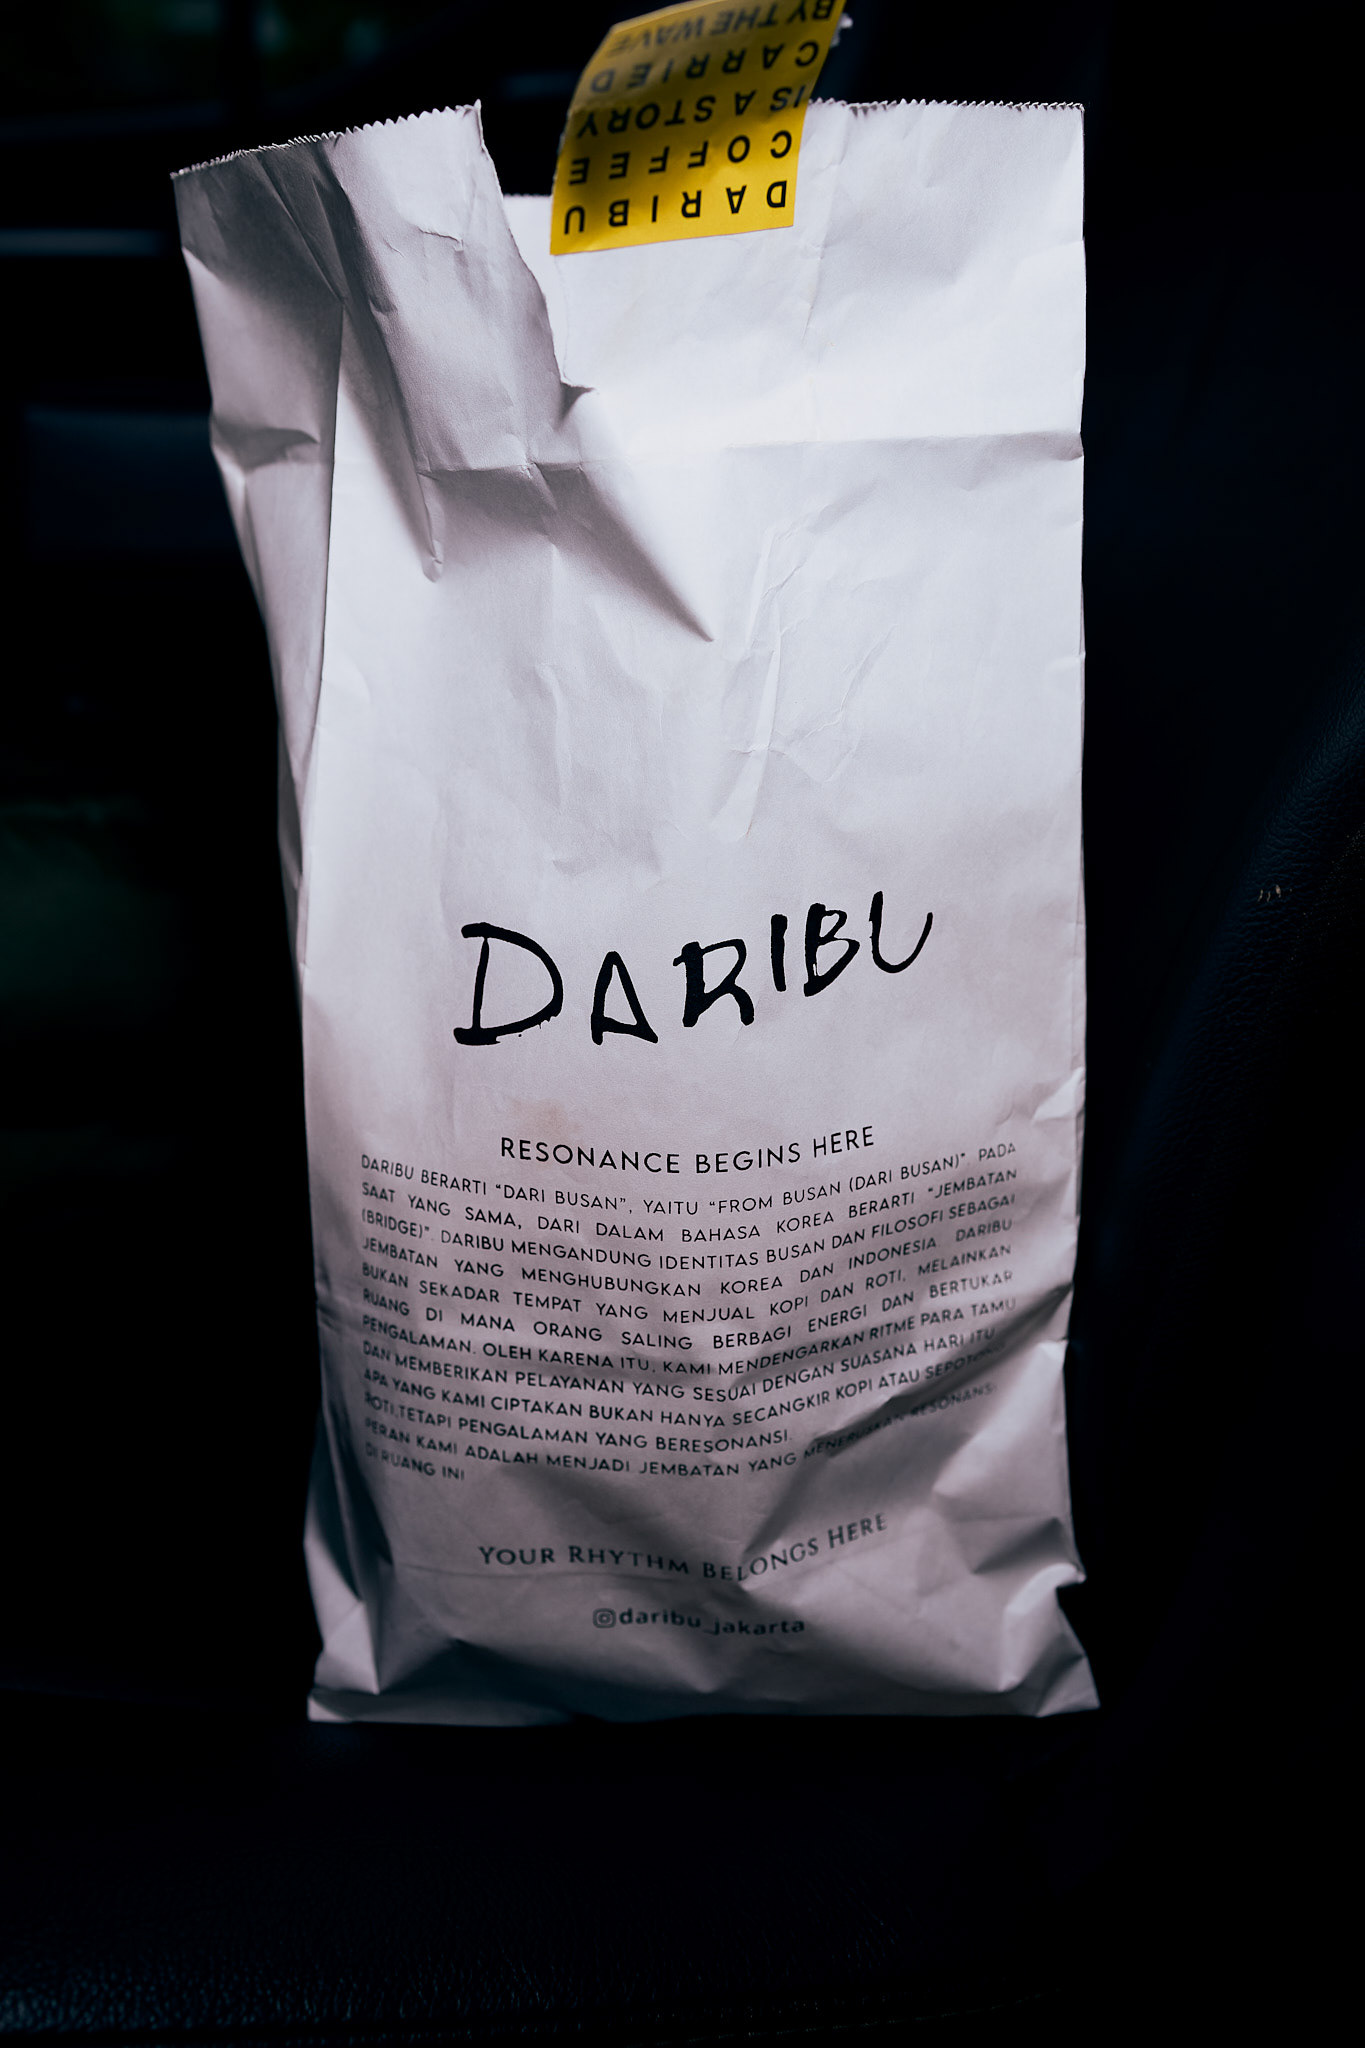 DARIBU
COFFEE
IS A STORY
CARRIED
BY THE WAVE
DARIBU
RESONANCE BEGINS HERE
DARIBU BERARTI “DARI BUSAN”, YAITU “FROM BUSAN (DARI BUSAN)”. PADA
SAAT YANG SAMA, DARI DALAM BAHASA KOREA BERARTI “JEMBATAN
(BRIDGE)”. DARIBU MENGANDUNG IDENTITAS BUSAN DAN FILOSOFI SEBAGAI
JEMBATAN YANG MENGHUBUNGKAN KOREA DAN INDONESIA. DARIBU
BUKAN SEKADAR TEMPAT YANG MENJUAL KOPI DAN ROTI, MELAINKAN
RUANG DI MANA ORANG SALING BERBAGI ENERGI DAN BERTUKAR
PENGALAMAN. OLEH KARENA ITU, KAMI MENDENGARKAN RITME PARA TAMU
DAN MEMBERIKAN PELAYANAN YANG SESUAI DENGAN SUASANA HARI ITU.
APA YANG KAMI CIPTAKAN BUKAN HANYA SECANGKIR KOPI ATAU SEPOTONG
ROTI,TETAPI PENGALAMAN YANG BERESONANSI.
PERAN KAMI ADALAH MENJADI JEMBATAN YANG MENERUSKAN RESONANSI
DI RUANG INI
YOUR RHYTHM BELONGS HERE
@daribu_jakarta